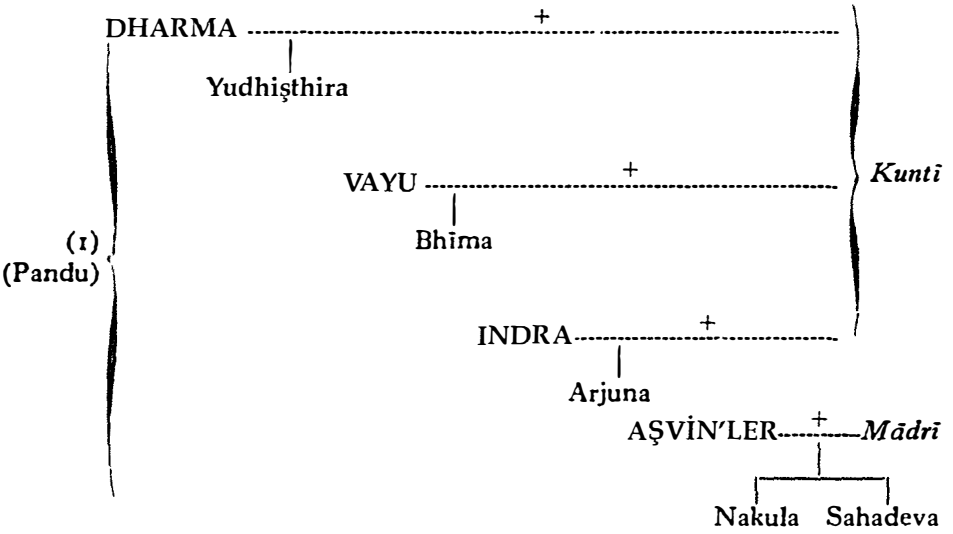 DHARMA +
Yudhişthira
VAYU + Kuntī
Bhīma
(1)
(Pandu)
INDRA +
Arjuna
AŞVİN'LER + Mādrī
Nakula Sahadeva